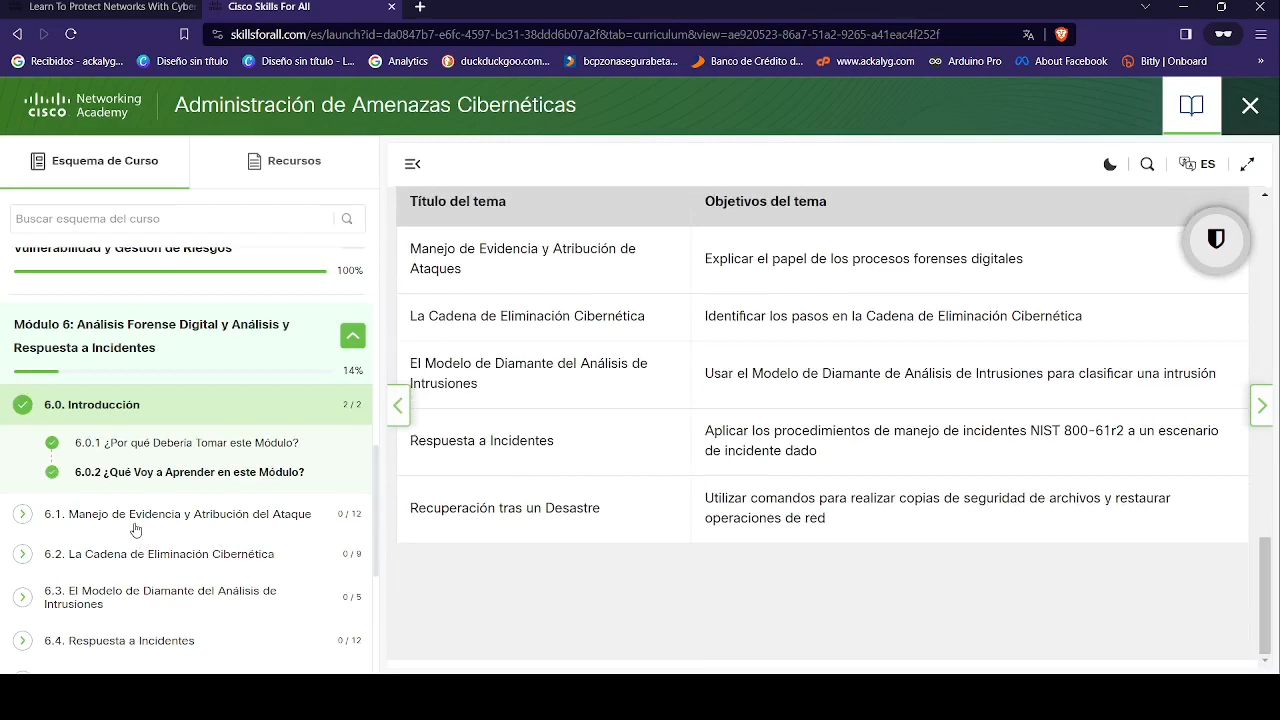 Learn To Protect Networks With Cyber
Cisco Skills For All
skillsforall.com/es/launch?id=da0847b7-e6fc-4597-bc31-38ddd6b07a2f&tab=curriculum&view=ae920523-86a7-51a2-9265-a41eac4f252f
Recibidos - ackalyg...
Diseño sin título
Diseño sin título - L...
Analytics
duckduckgoo.com...
bcpzonasegurabeta...
Banco de Crédito d...
www.ackalyg.com
Arduino Pro
About Facebook
Bitly | Onboard
»
cisco Networking Academy
Administración de Amenazas Cibernéticas
Esquema de Curso
Recursos
Buscar esquema del curso
Vulnerabilidad y Gestión de Riesgos
100%
Módulo 6: Análisis Forense Digital y Análisis y
Respuesta a Incidentes
14%
6.0. Introducción 2 / 2
6.0.1 ¿Por qué Debería Tomar este Módulo?
6.0.2 ¿Qué Voy a Aprender en este Módulo?
6.1. Manejo de Evidencia y Atribución del Ataque 0 / 12
6.2. La Cadena de Eliminación Cibernética 0 / 9
6.3. El Modelo de Diamante del Análisis de
Intrusiones 0 / 5
6.4. Respuesta a Incidentes 0 / 12
ES
Título del tema
Objetivos del tema
Manejo de Evidencia y Atribución de
Ataques
Explicar el papel de los procesos forenses digitales
La Cadena de Eliminación Cibernética
Identificar los pasos en la Cadena de Eliminación Cibernética
El Modelo de Diamante del Análisis de
Intrusiones
Usar el Modelo de Diamante de Análisis de Intrusiones para clasificar una intrusión
Respuesta a Incidentes
Aplicar los procedimientos de manejo de incidentes NIST 800-61r2 a un escenario
de incidente dado
Recuperación tras un Desastre
Utilizar comandos para realizar copias de seguridad de archivos y restaurar
operaciones de red